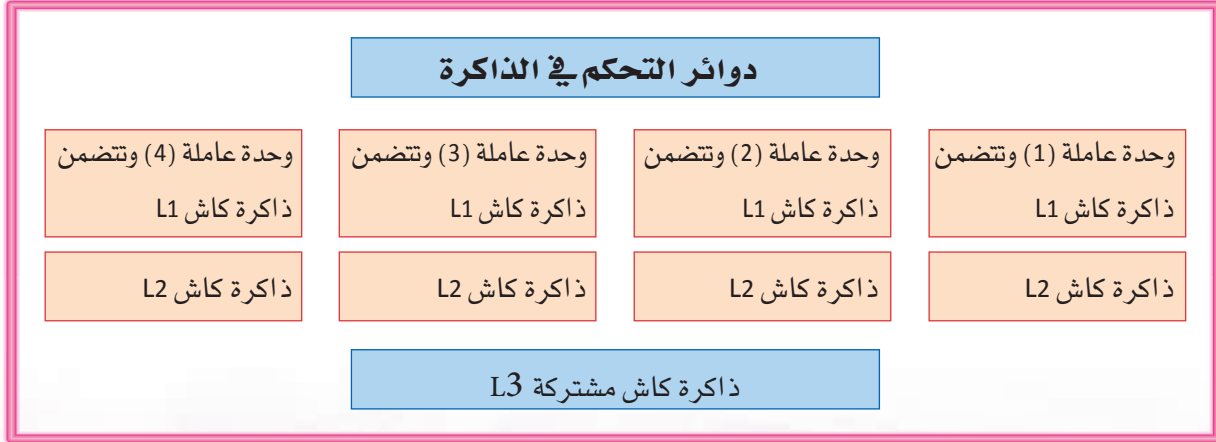 دوائر التحكم في الذاكرة
وحدة عاملة (1) وتتضمن
ذاكرة كاش L1
وحدة عاملة (2) وتتضمن
ذاكرة كاش L1
وحدة عاملة (3) وتتضمن
ذاكرة كاش L1
وحدة عاملة (4) وتتضمن
ذاكرة كاش L1
ذاكرة كاش L2
ذاكرة كاش L2
ذاكرة كاش L2
ذاكرة كاش L2
ذاكرة كاش مشتركة L3